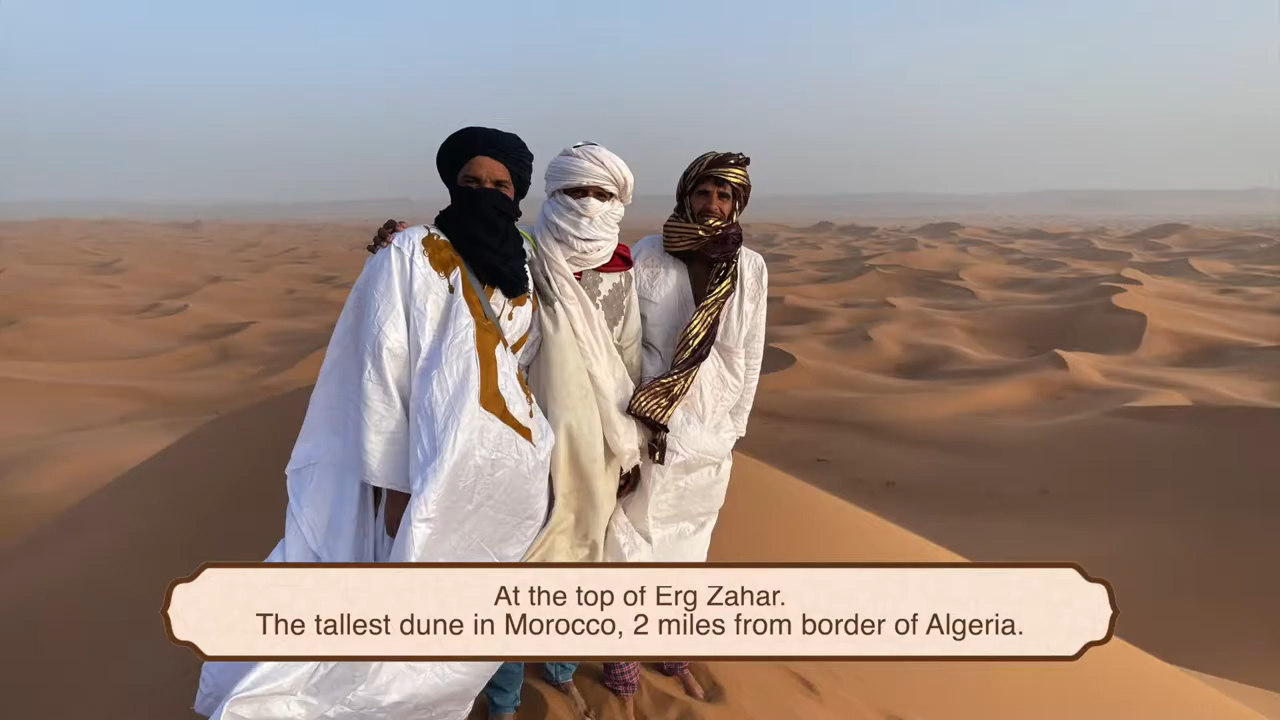 At the top of Erg Zahar.
The tallest dune in Morocco, 2 miles from border of Algeria.